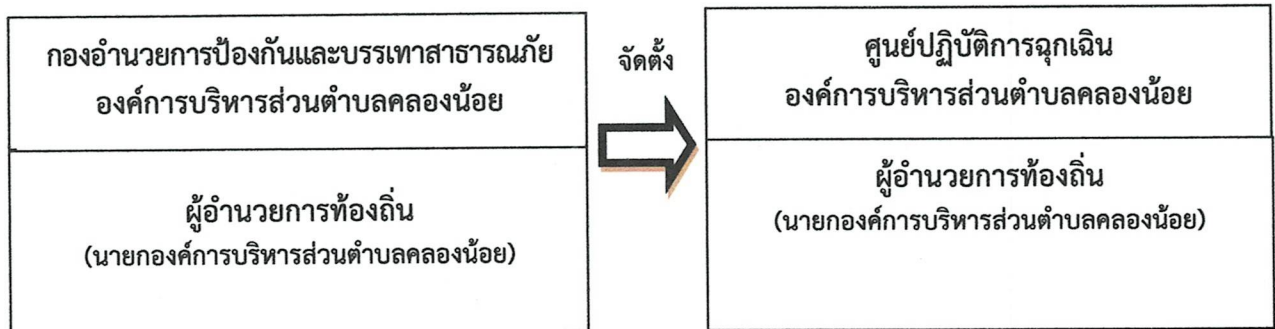 กองอำนวยการป้องกันและบรรเทาสาธารณภัย
องค์การบริหารส่วนตำบลคลองน้อย
ผู้อำนวยการท้องถิ่น
(นายกองค์การบริหารส่วนตำบลคลองน้อย)
จัดตั้ง
ศูนย์ปฏิบัติการฉุกเฉิน
องค์การบริหารส่วนตำบลคลองน้อย
ผู้อำนวยการท้องถิ่น
(นายกองค์การบริหารส่วนตำบลคลองน้อย)